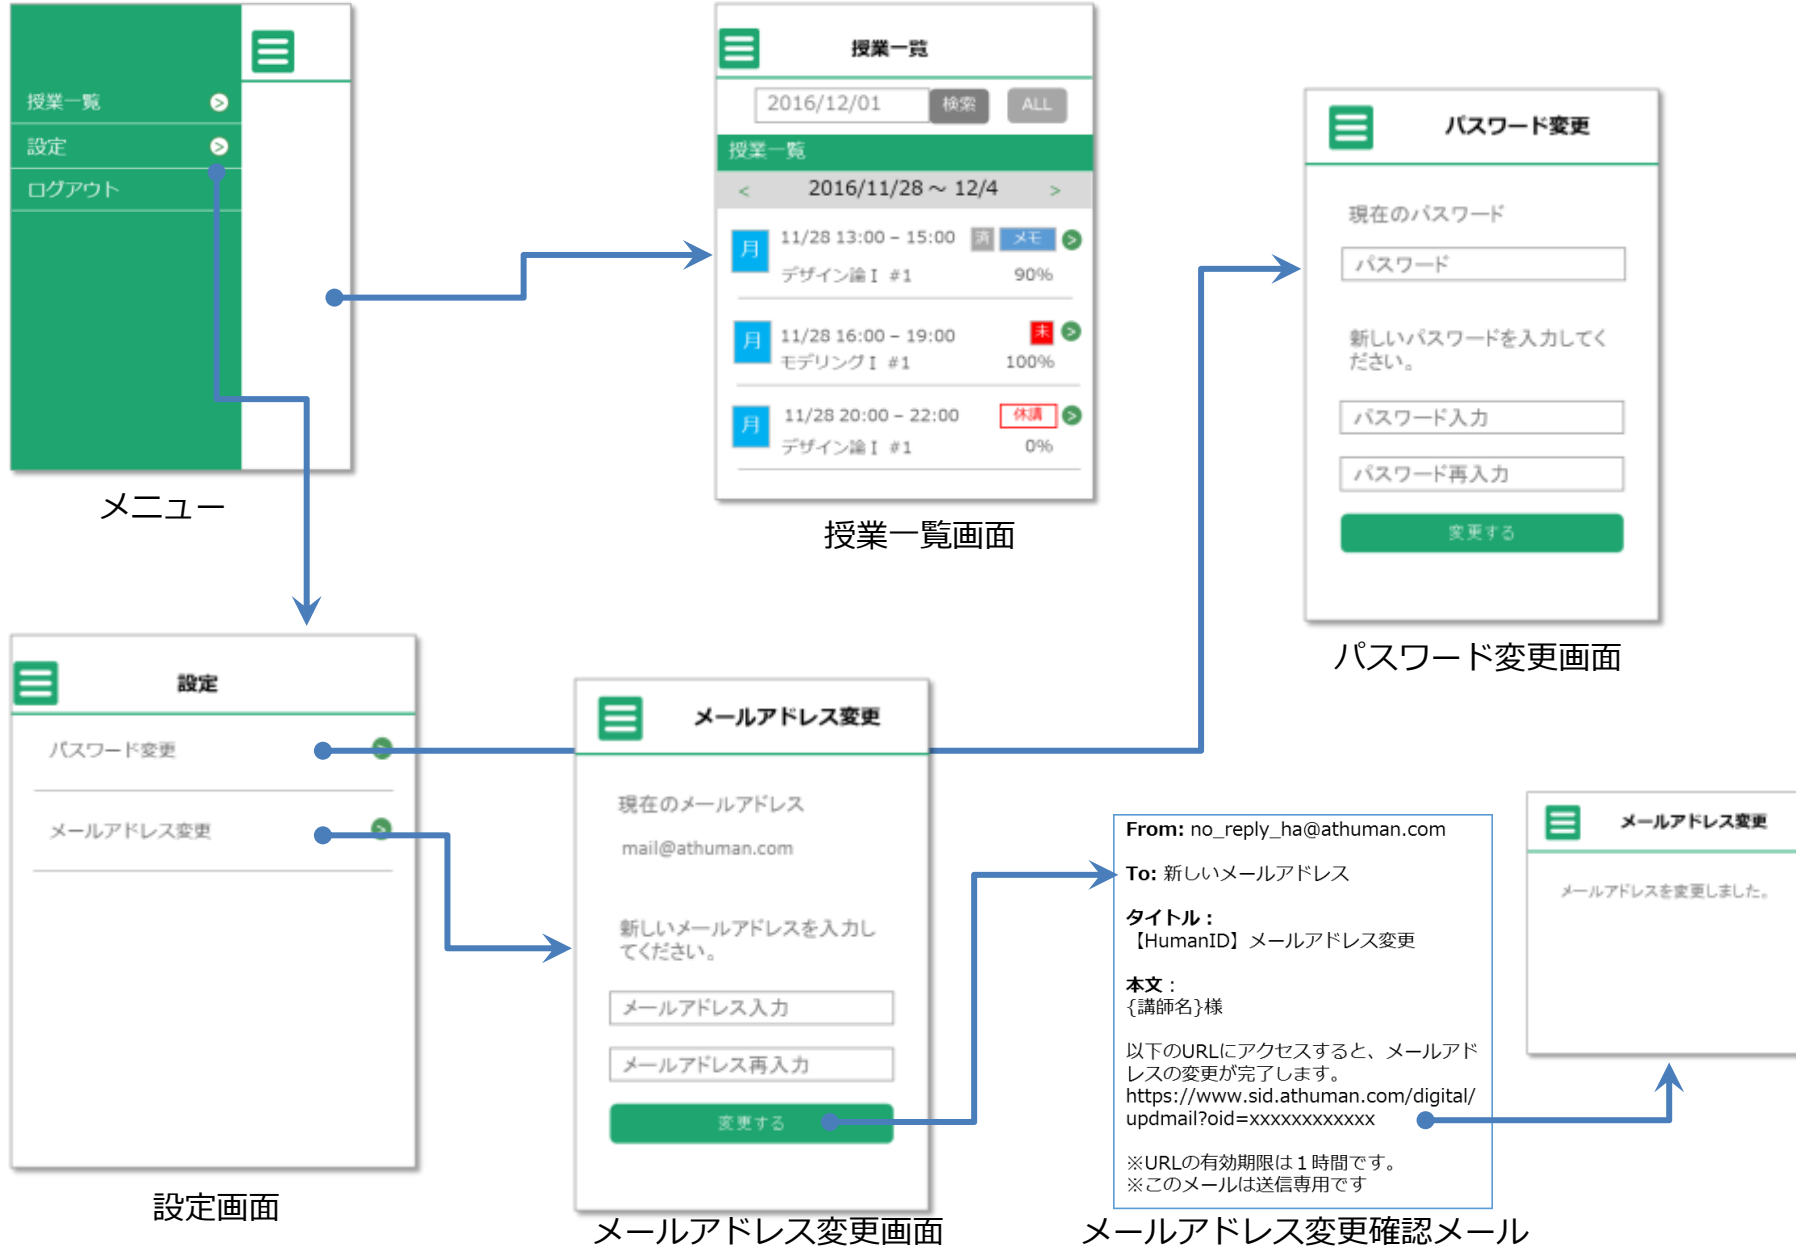 授業一覧
設定
ログアウト
メニュー
授業一覧
2016/12/01
検索
ALL
授業一覧
< 2016/11/28 ～ 12/4 >
月
11/28 13:00 – 15:00 済 メモ
デザイン論Ⅰ #1 90%
月
11/28 16:00 – 19:00 未
モデリングⅠ #1 100%
月
11/28 20:00 – 22:00 休講
デザイン論Ⅰ #1 0%
授業一覧画面
パスワード変更
現在のパスワード
パスワード
新しいパスワードを入力してく
ださい。
パスワード入力
パスワード再入力
変更する
パスワード変更画面
設定
パスワード変更
メールアドレス変更
設定画面
メールアドレス変更
現在のメールアドレス
mail@athuman.com
新しいメールアドレスを入力し
てください。
メールアドレス入力
メールアドレス再入力
変更する
メールアドレス変更画面
From: no_reply_ha@athuman.com
To: 新しいメールアドレス
タイトル：
【HumanID】メールアドレス変更
本文：
{講師名}様
以下のURLにアクセスすると、メールアド
レスの変更が完了します。
https://www.sid.athuman.com/digital/
updmail?oid=xxxxxxxxxxxx
※URLの有効期限は１時間です。
※このメールは送信専用です
メールアドレス変更確認メール
メールアドレス変更
メールアドレスを変更しました。